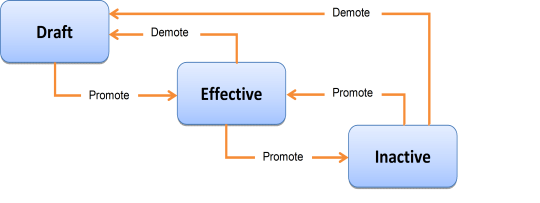 Demote
Draft
Demote
Promote
Effective
Promote
Promote
Inactive